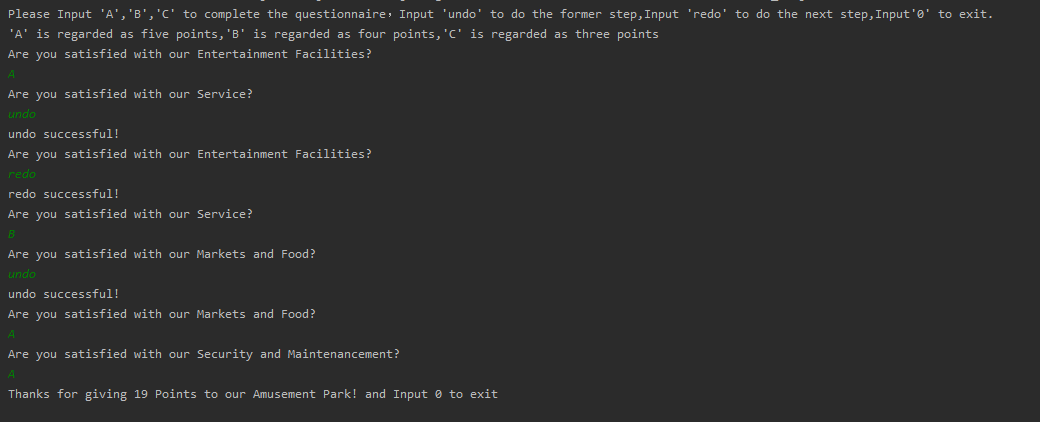 Please Input 'A','B','C' to complete the questionnaire，Input 'undo' to do the former step,Input 'redo' to do the next step,Input'0' to exit.
'A' is regarded as five points,'B' is regarded as four points,'C' is regarded as three points
Are you satisfied with our Entertainment Facilities?
A
Are you satisfied with our Service?
undo
undo successful!
Are you satisfied with our Entertainment Facilities?
redo
redo successful!
Are you satisfied with our Service?
B
Are you satisfied with our Markets and Food?
undo
undo successful!
Are you satisfied with our Markets and Food?
A
Are you satisfied with our Security and Maintenancement?
A
Thanks for giving 19 Points to our Amusement Park! and Input 0 to exit